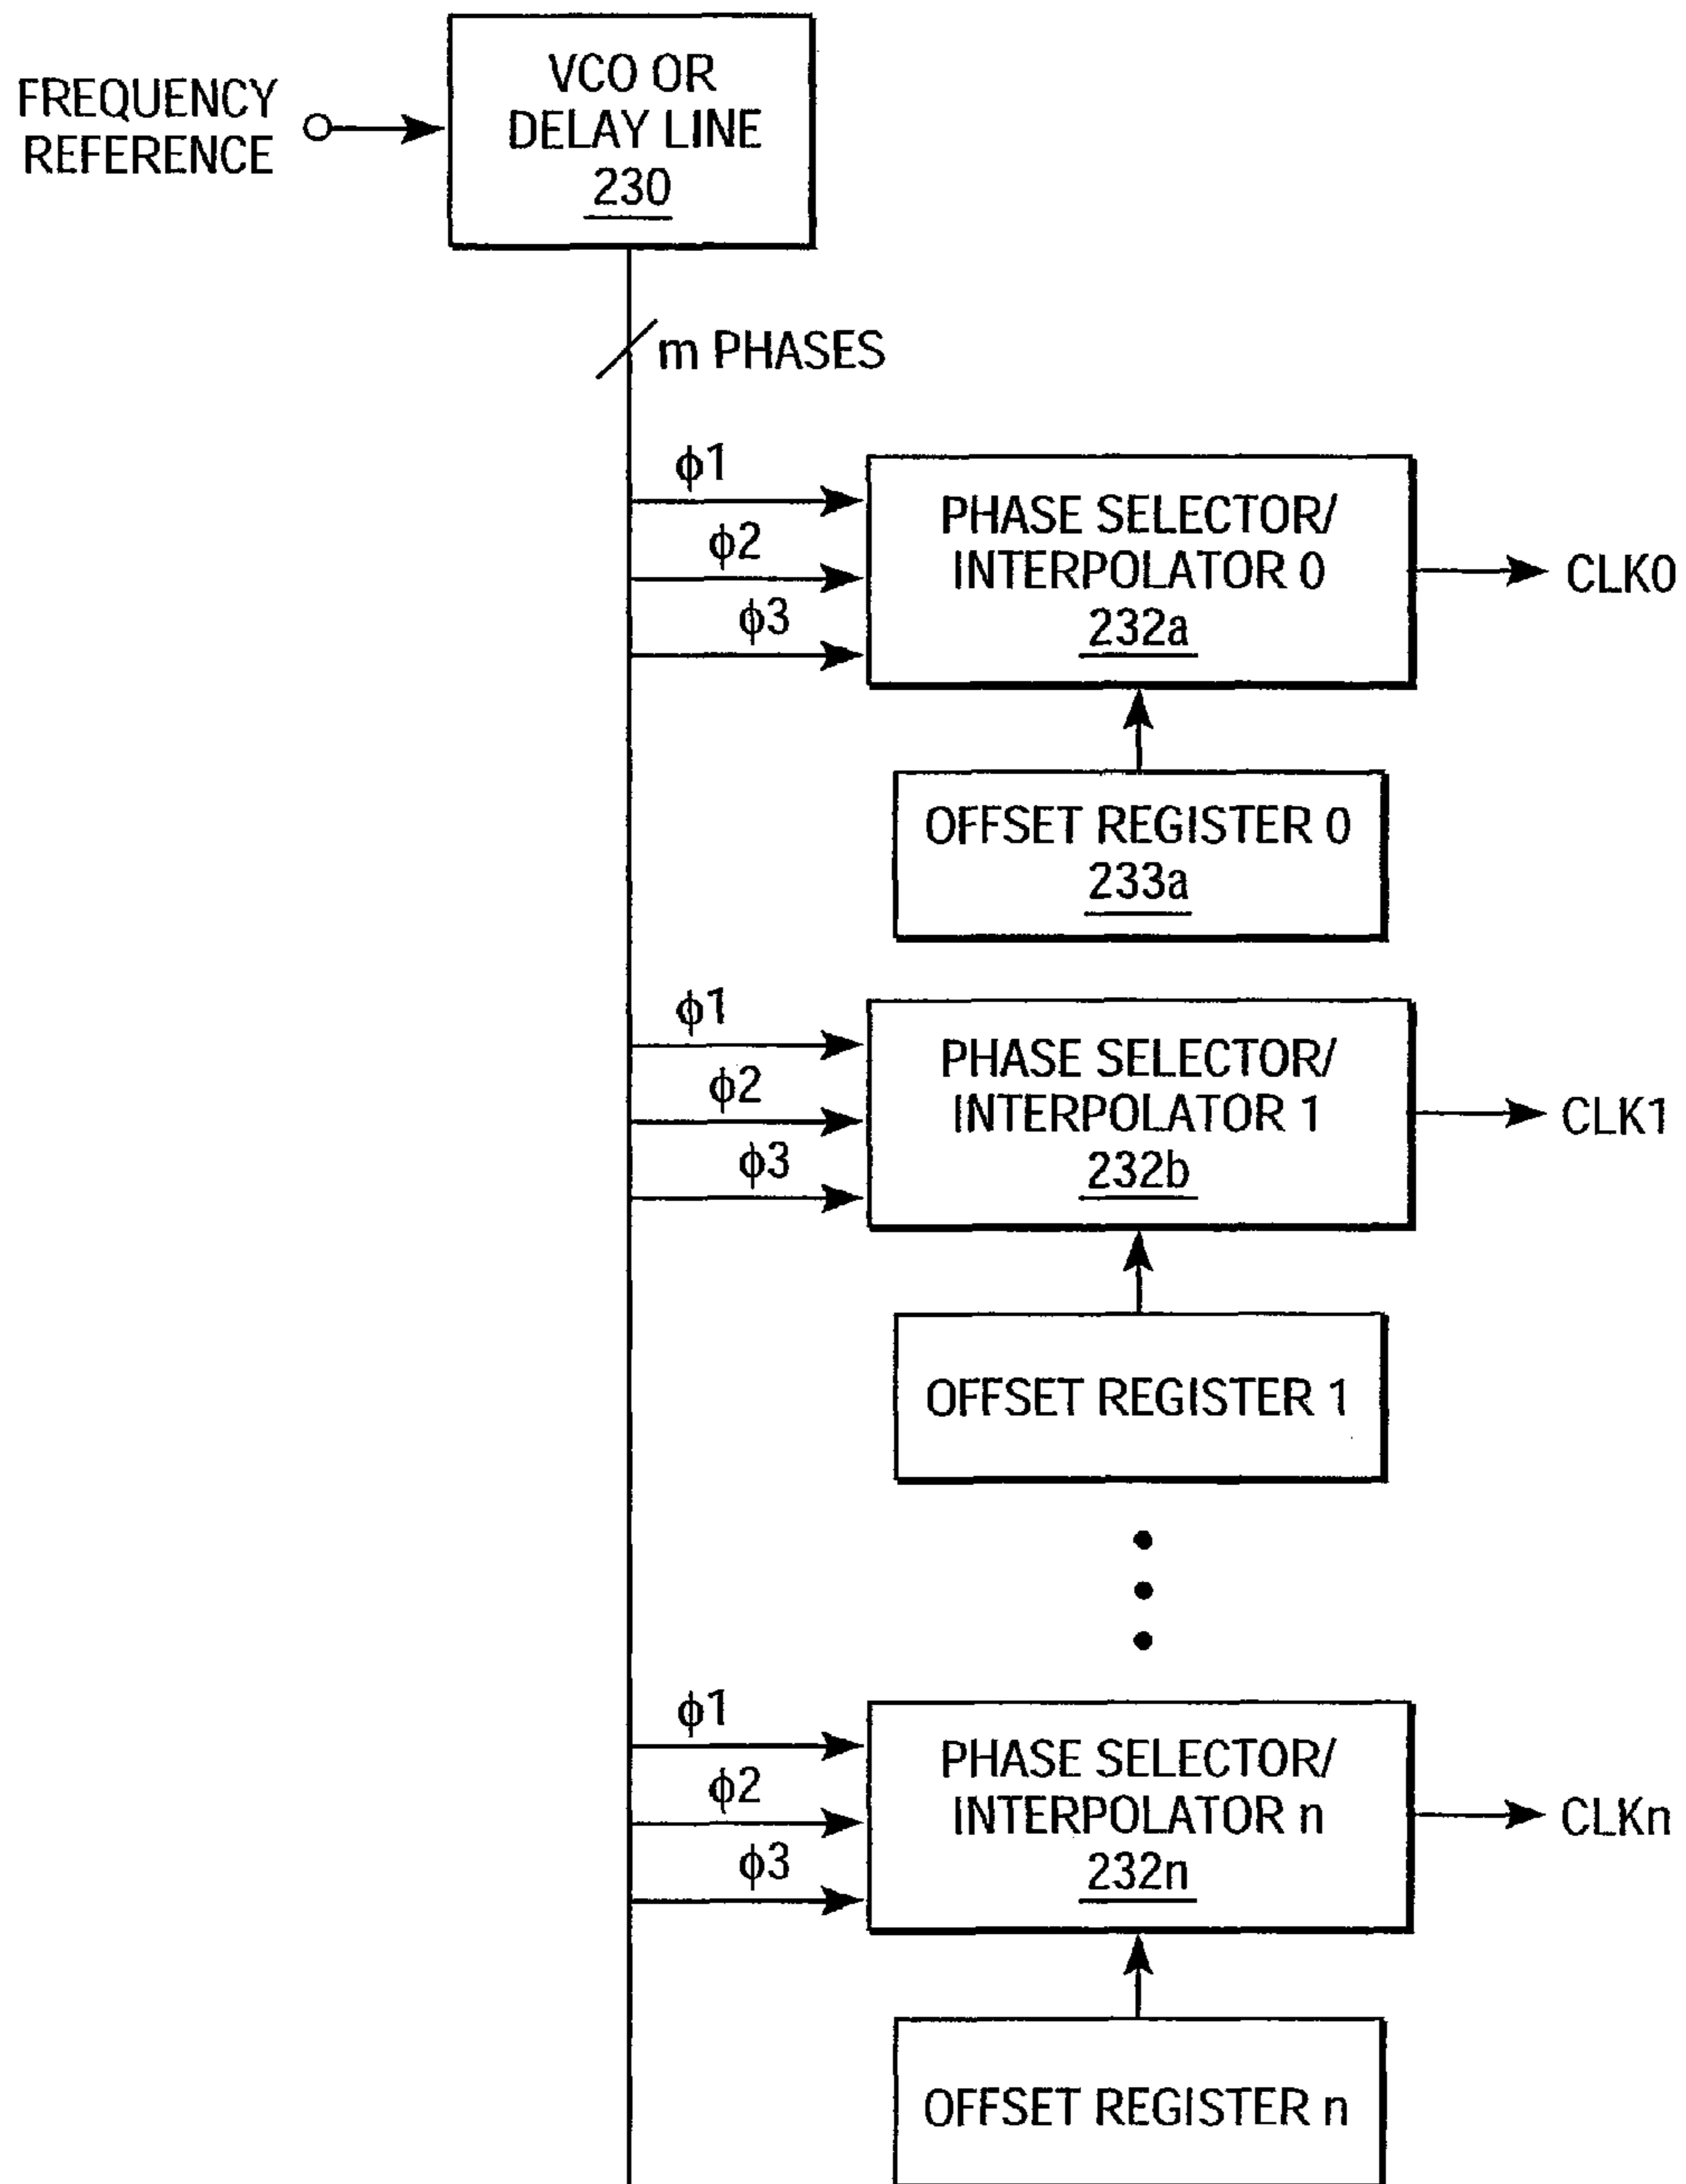 FREQUENCY
REFERENCE
VCO OR
DELAY LINE
230
m PHASES
ϕ1
ϕ2
ϕ3
PHASE SELECTOR/
INTERPOLATOR 0
232a
CLK0
OFFSET REGISTER 0
233a
ϕ1
ϕ2
ϕ3
PHASE SELECTOR/
INTERPOLATOR 1
232b
CLK1
OFFSET REGISTER 1
ϕ1
ϕ2
ϕ3
PHASE SELECTOR/
INTERPOLATOR n
232n
CLKn
OFFSET REGISTER n